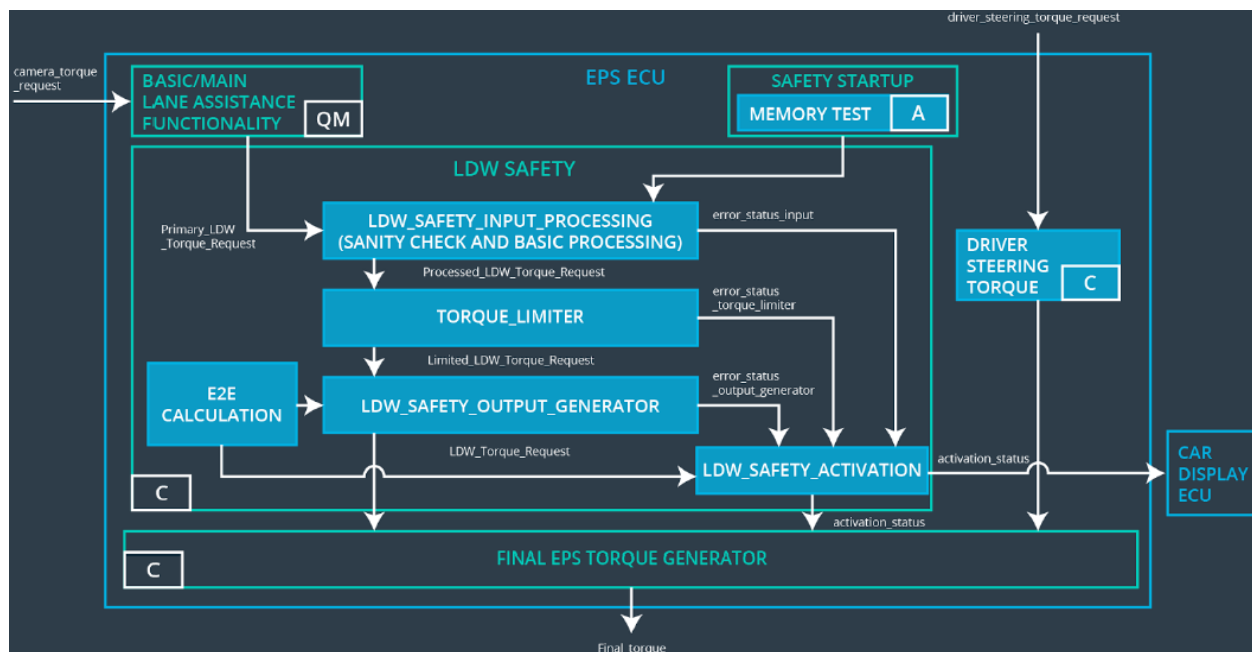 driver_steering_torque_request
camera_torque
_request
EPS ECU
BASIC/MAIN
LANE ASSISTANCE
FUNCTIONALITY
QM
SAFETY STARTUP
MEMORY TEST
A
LDW SAFETY
Primary_LDW
_Torque_Request
LDW_SAFETY_INPUT_PROCESSING
(SANITY CHECK AND BASIC PROCESSING)
error_status_input
DRIVER
STEERING
TORQUE
C
Processed_LDW_Torque_Request
TORQUE_LIMITER
error_status
_torque_limiter
Limited_LDW_Torque_Request
E2E
CALCULATION
LDW_SAFETY_OUTPUT_GENERATOR
error_status
_output_generator
LDW_Torque_Request
LDW_SAFETY_ACTIVATION
activation_status
CAR
DISPLAY
ECU
C
activation_status
FINAL EPS TORQUE GENERATOR
C
Final_torque